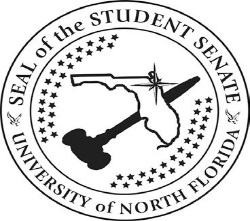 SEAL of the STUDENT SENATE
UNIVERSITY of NORTH FLORIDA